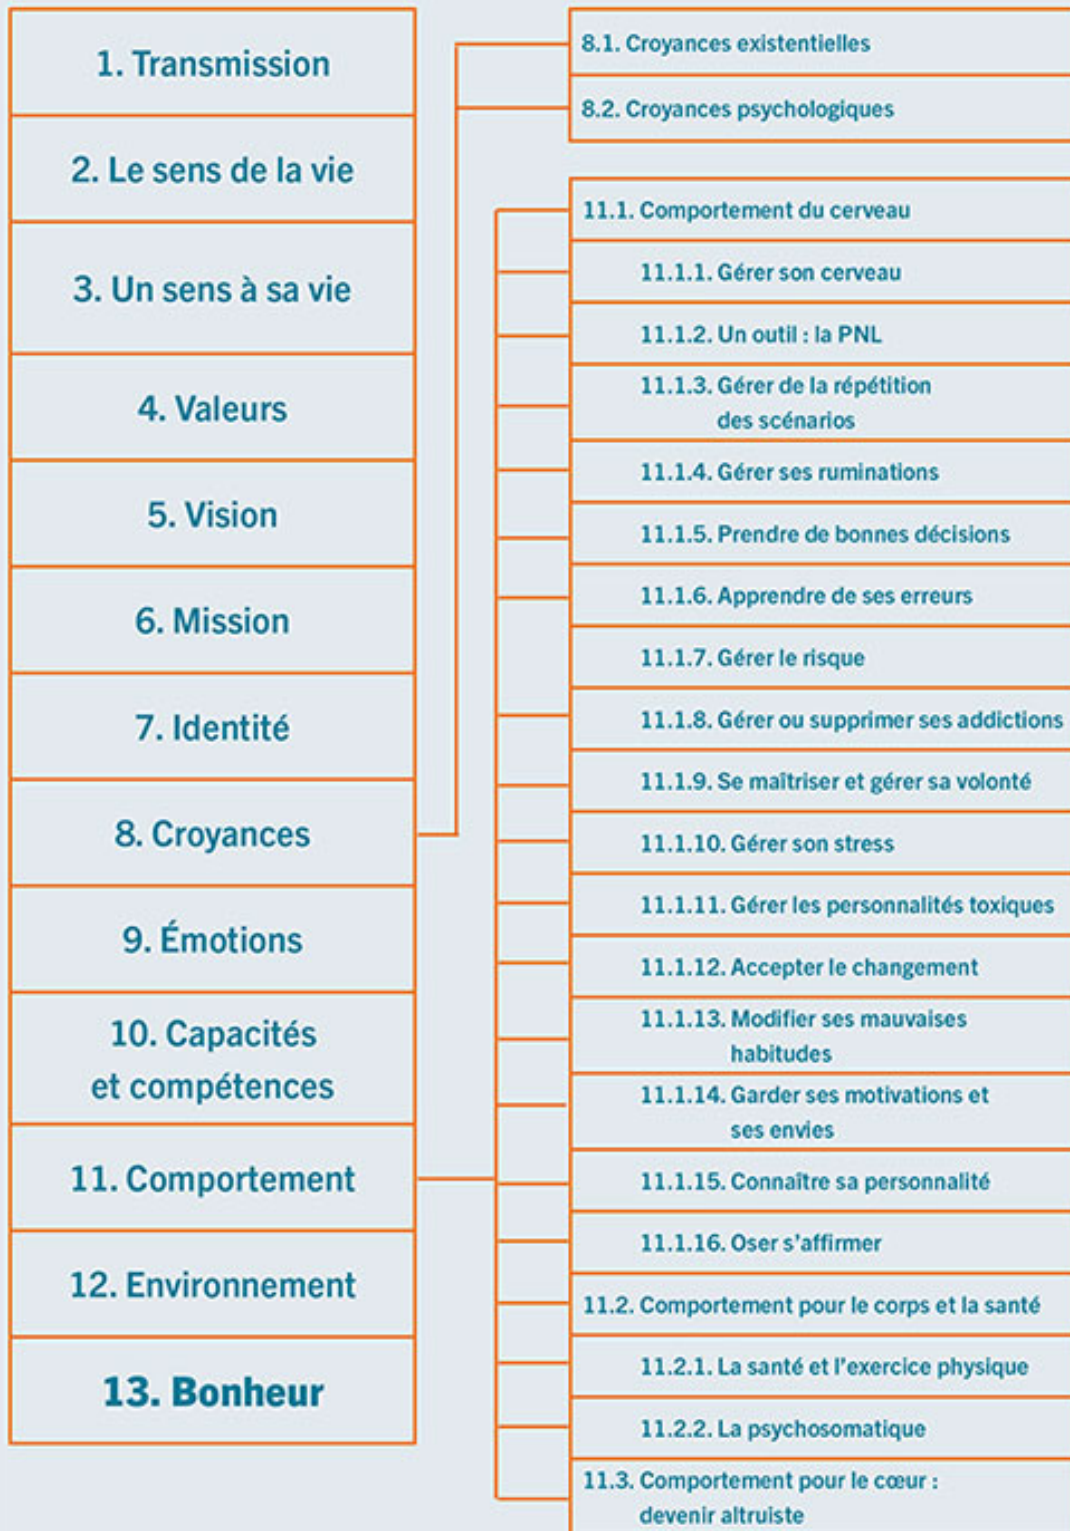 1. Transmission
2. Le sens de la vie
3. Un sens à sa vie
4. Valeurs
5. Vision
6. Mission
7. Identité
8. Croyances
9. Émotions
10. Capacités
et compétences
11. Comportement
12. Environnement
13. Bonheur
8.1. Croyances existentielles
8.2. Croyances psychologiques
11.1. Comportement du cerveau
11.1.1. Gérer son cerveau
11.1.2. Un outil : la PNL
11.1.3. Gérer de la répétition
des scénarios
11.1.4. Gérer ses ruminations
11.1.5. Prendre de bonnes décisions
11.1.6. Apprendre de ses erreurs
11.1.7. Gérer le risque
11.1.8. Gérer ou supprimer ses addictions
11.1.9. Se maîtriser et gérer sa volonté
11.1.10. Gérer son stress
11.1.11. Gérer les personnalités toxiques
11.1.12. Accepter le changement
11.1.13. Modifier ses mauvaises
habitudes
11.1.14. Garder ses motivations et
ses envies
11.1.15. Connaître sa personnalité
11.1.16. Oser s'affirmer
11.2. Comportement pour le corps et la santé
11.2.1. La santé et l'exercice physique
11.2.2. La psychosomatique
11.3. Comportement pour le cœur :
devenir altruiste